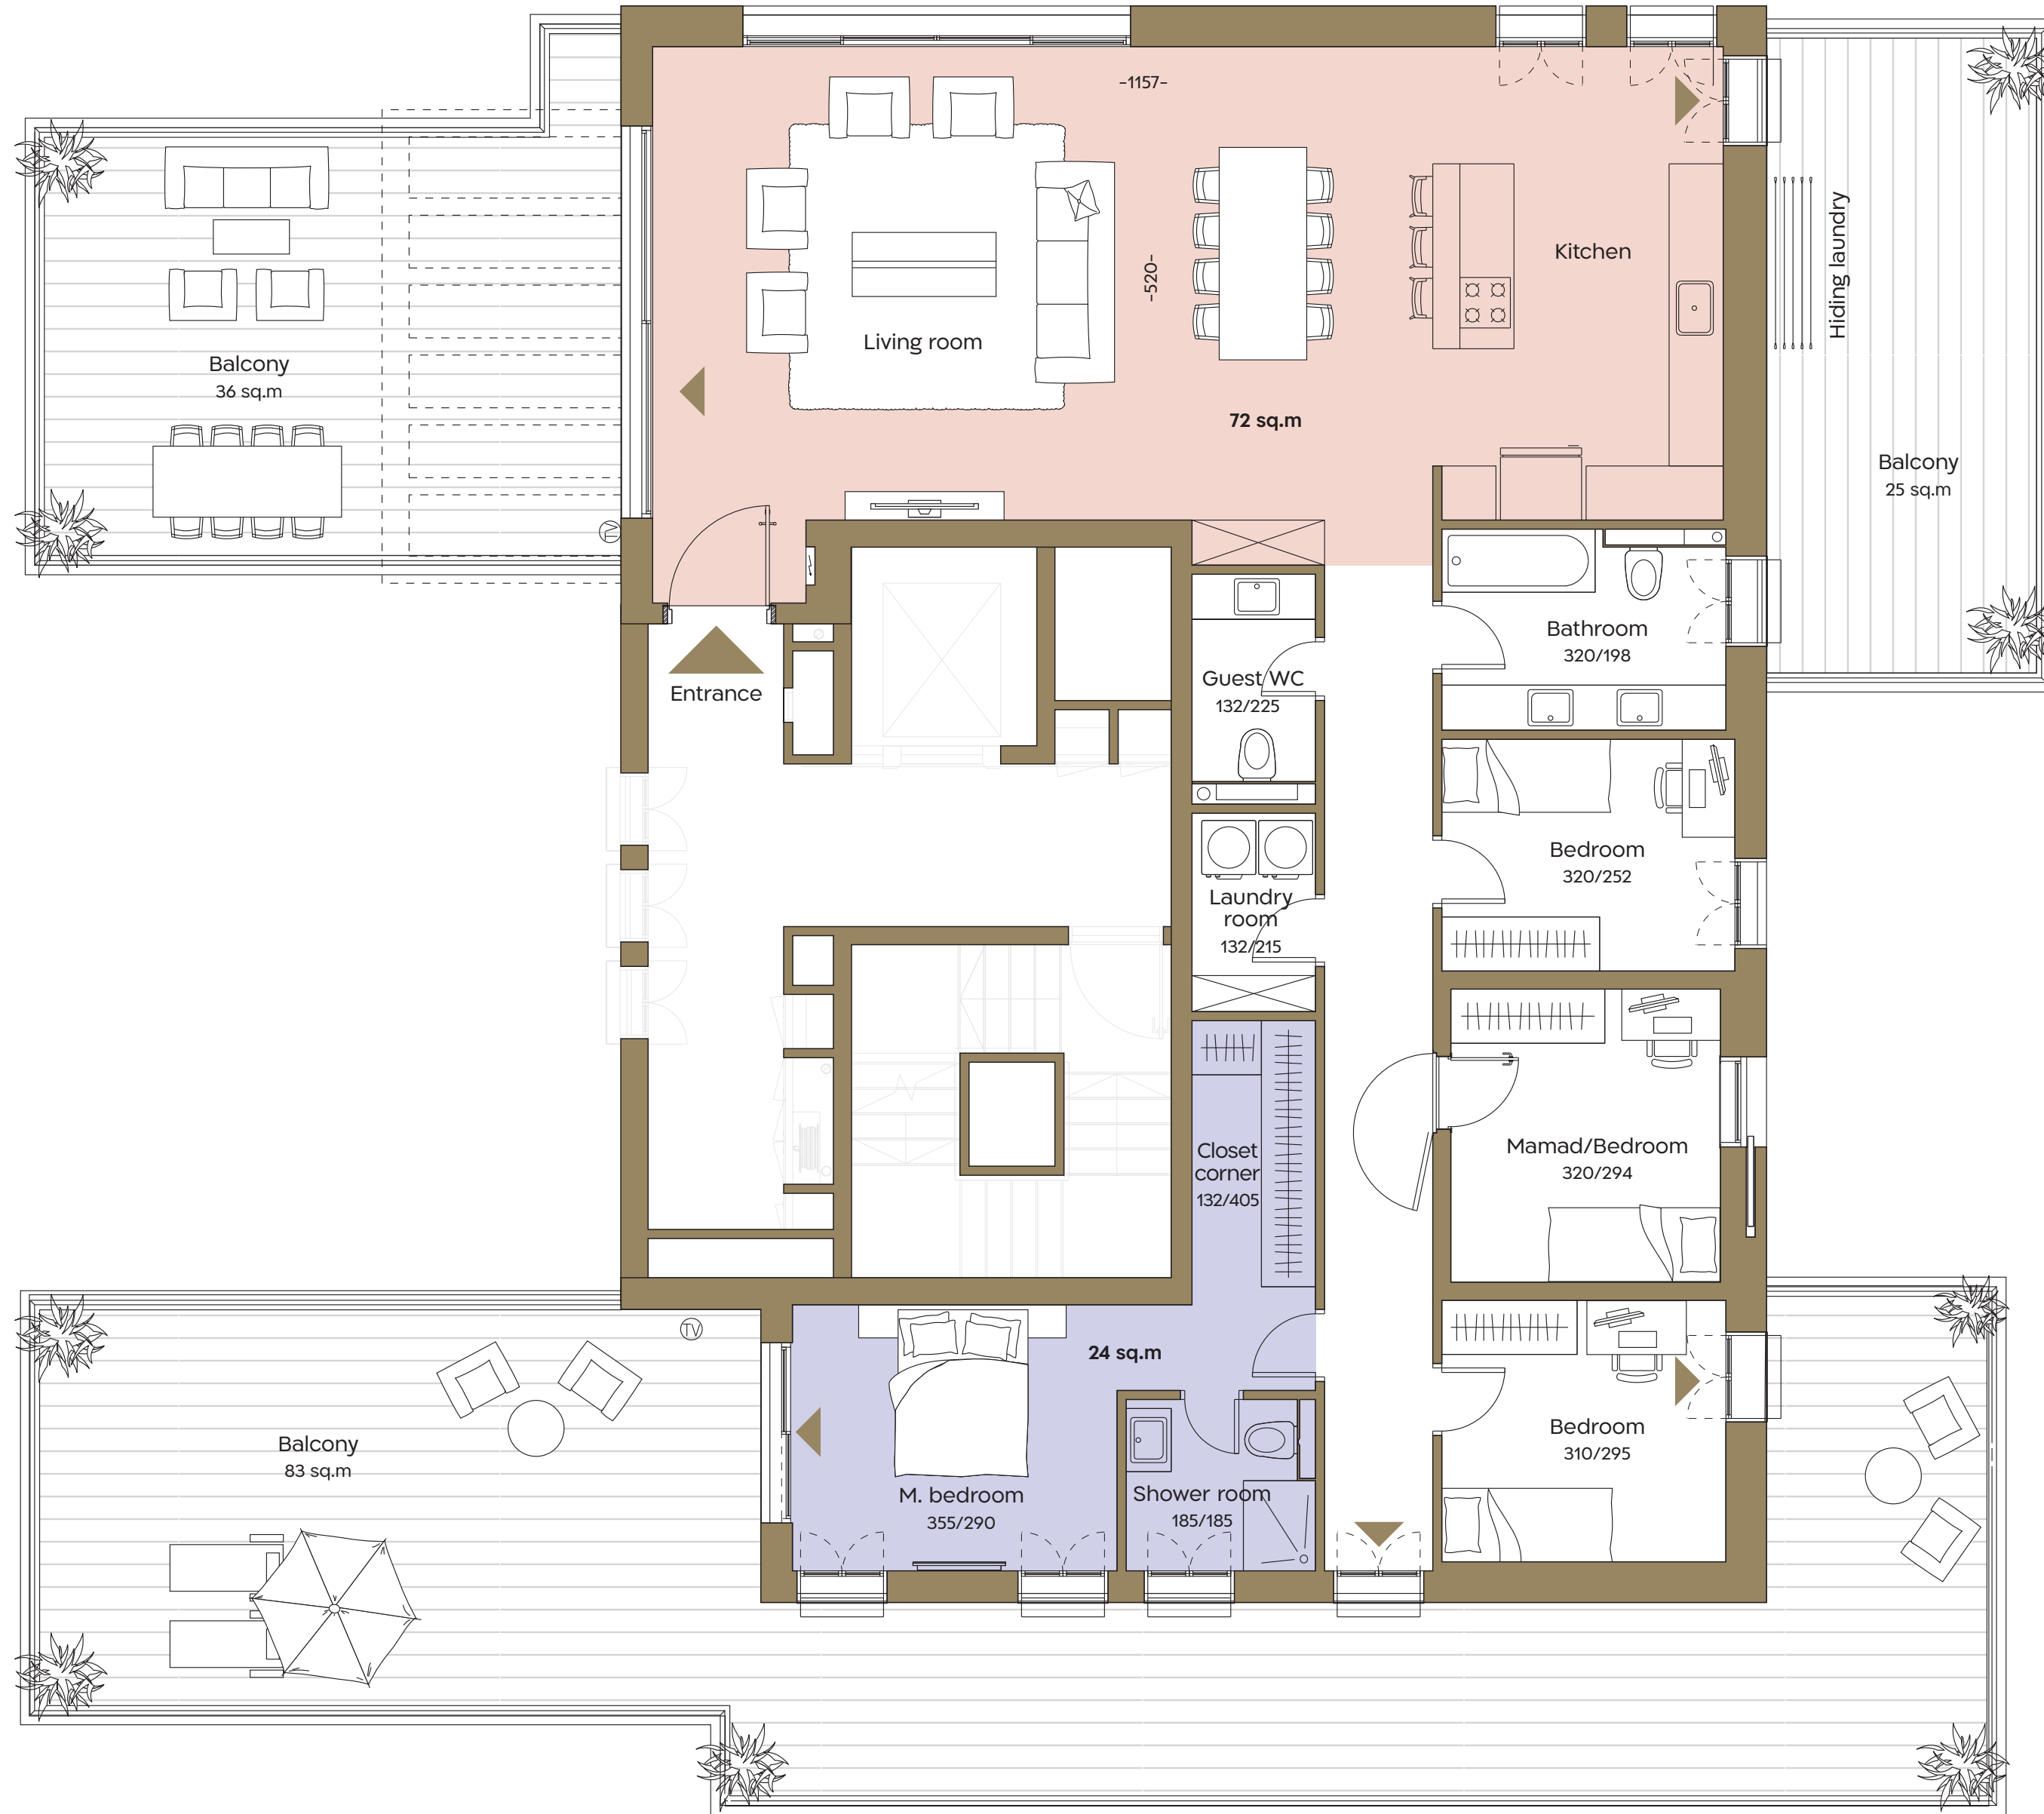 -1157-
-520-
Living room
Kitchen
72 sq.m
Hiding laundry
Balcony
36 sq.m
Balcony
25 sq.m
TV
Entrance
Guest WC
132/225
Bathroom
320/198
Bedroom
320/252
Laundry
room
132/215
Closet
corner
132/405
Mamad/Bedroom
320/294
TV
24 sq.m
Balcony
83 sq.m
M. bedroom
355/290
Shower room
185/185
Bedroom
310/295